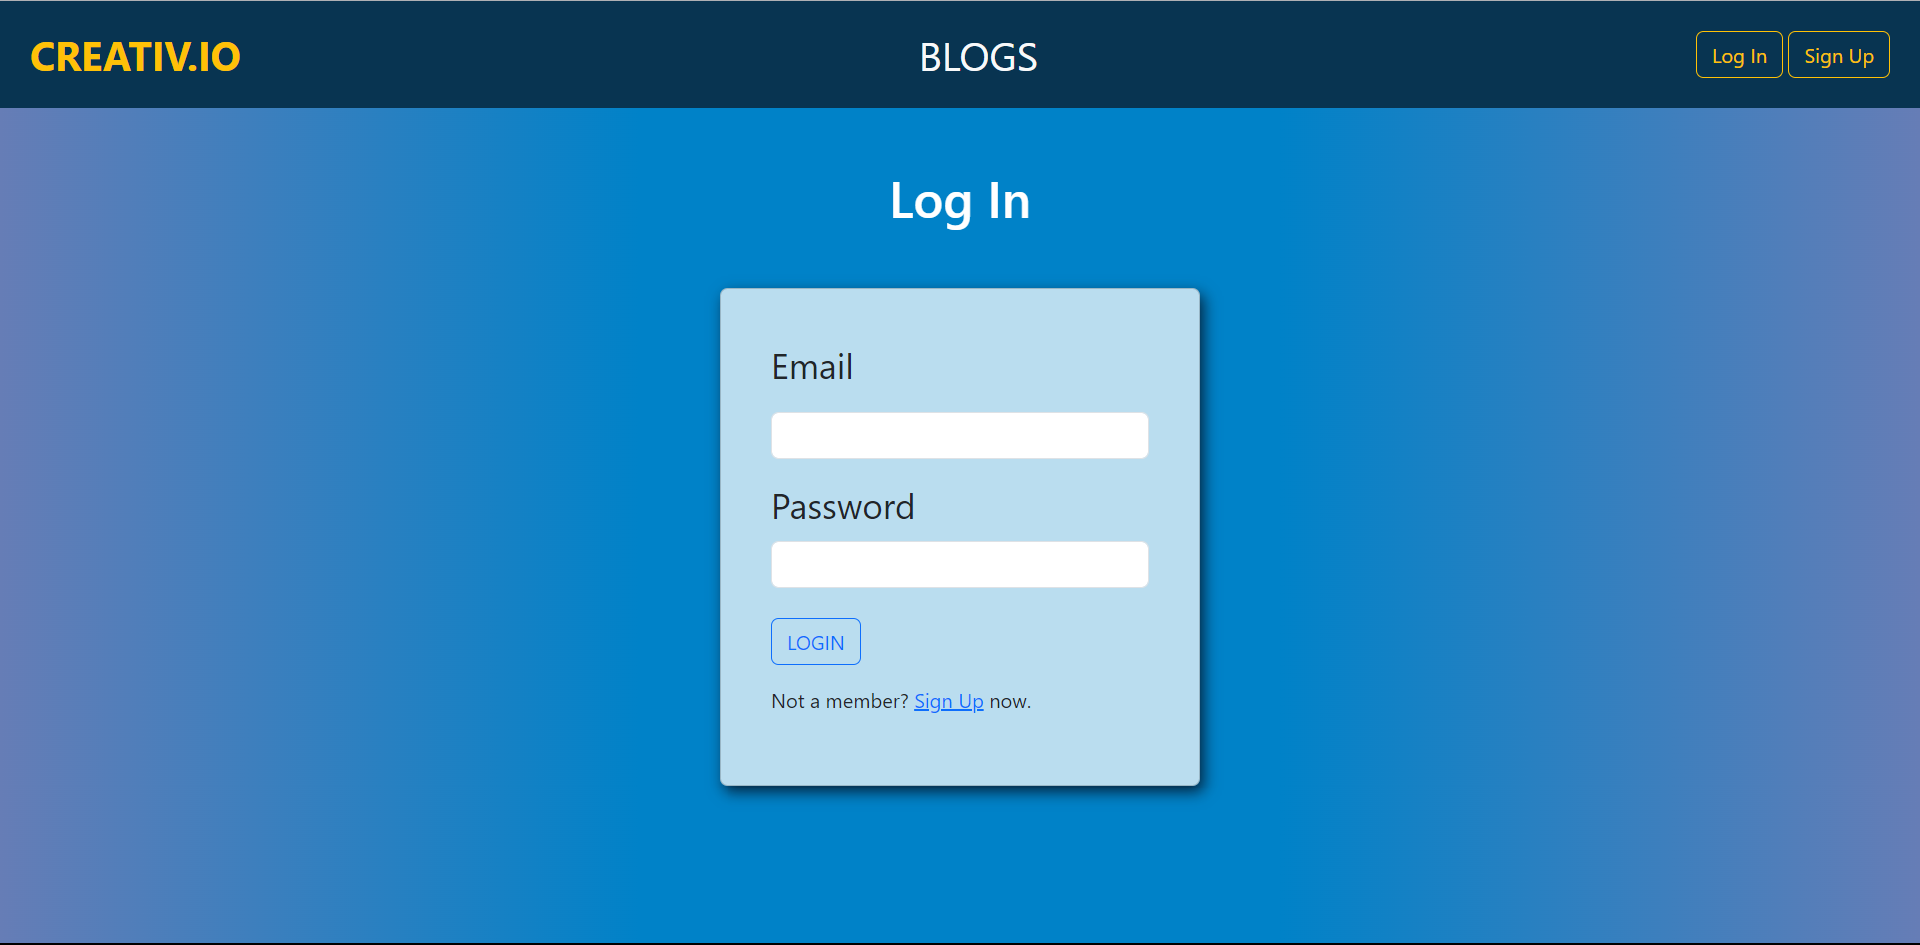 CREATIV.IO
BLOGS
Log In
Sign Up
Log In
Email
Password
LOGIN
Not a member? Sign Up now.